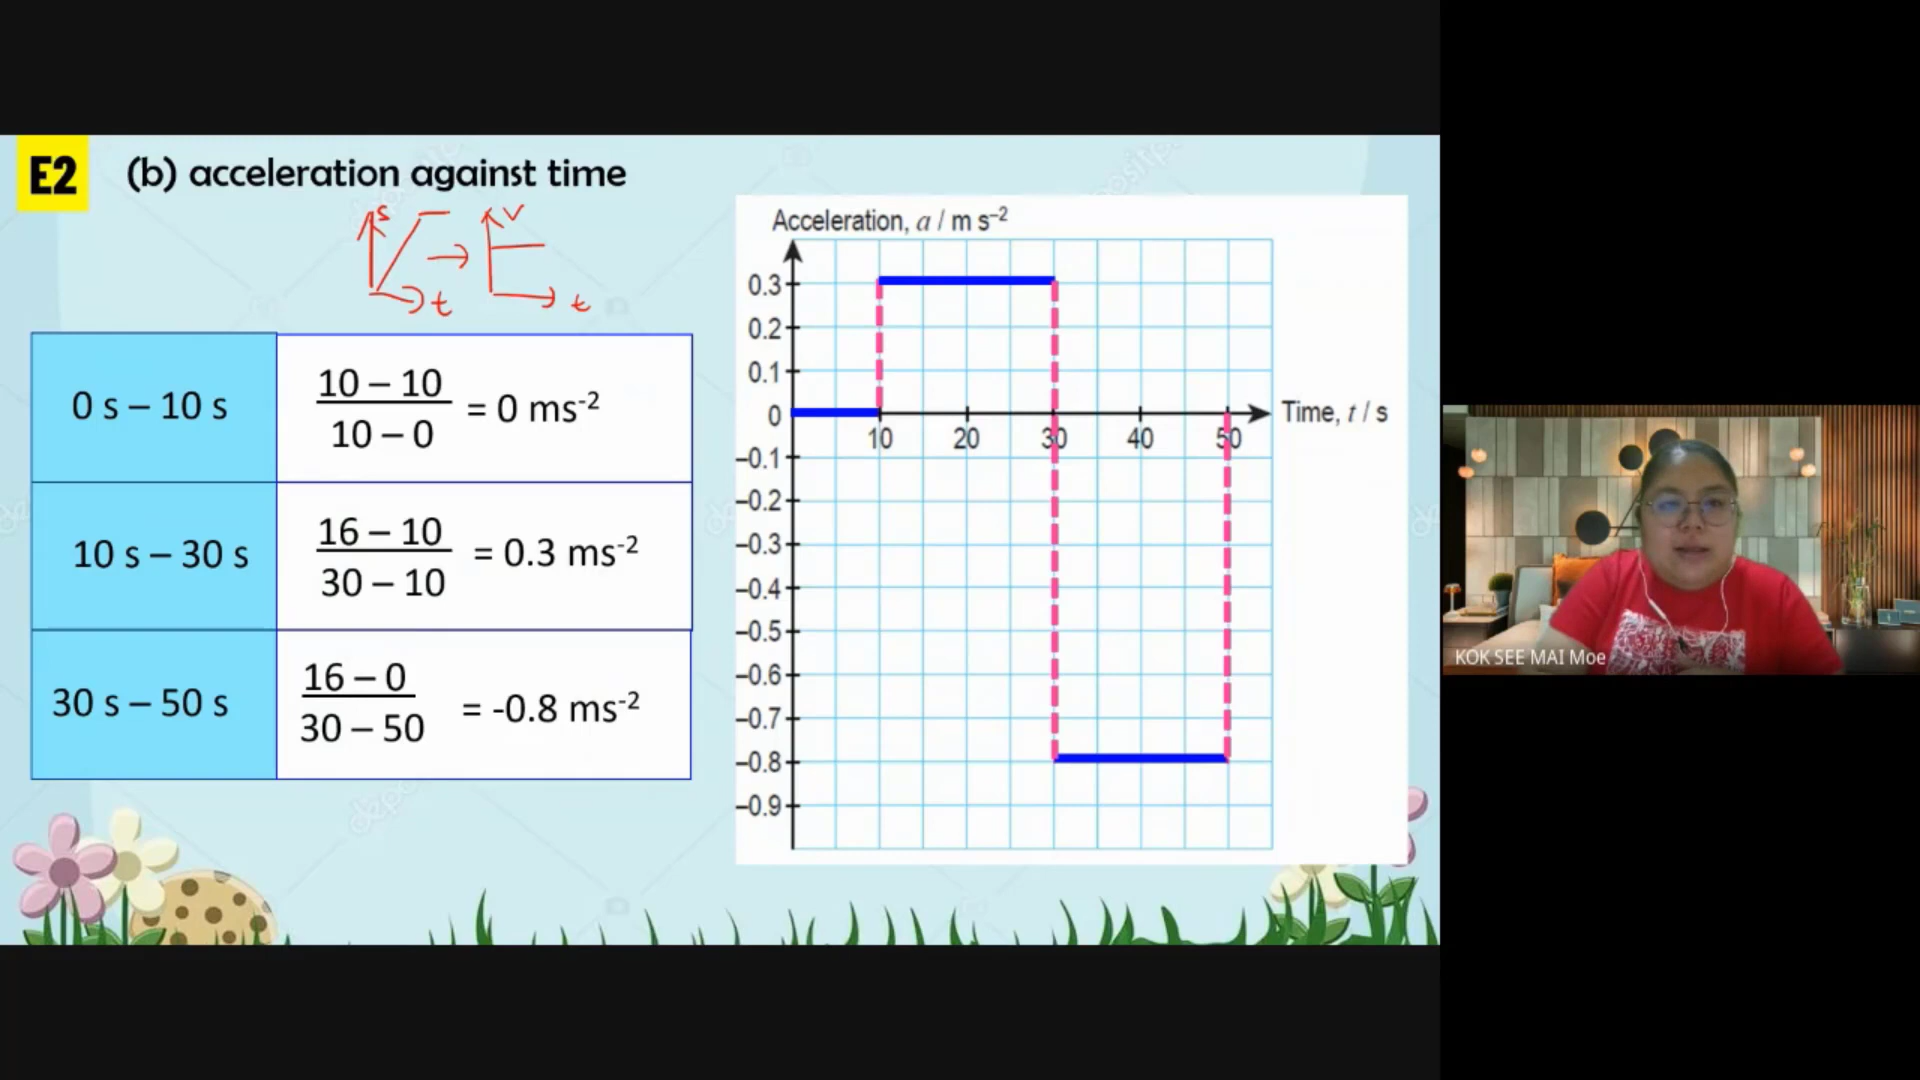 E2
(b) acceleration against time
s
t
v
t
0 s – 10 s
10 – 10
10 – 0
= 0 ms-2
10 s – 30 s
16 – 10
30 – 10
= 0.3 ms-2
30 s – 50 s
16 – 0
30 – 50
= -0.8 ms-2
Acceleration, a / m s–2
0.3
0.2
0.1
0
–0.1
–0.2
–0.3
–0.4
–0.5
–0.6
–0.7
–0.8
–0.9
10 20 30 40 50
Time, t / s
KOK SEE MAI Moe